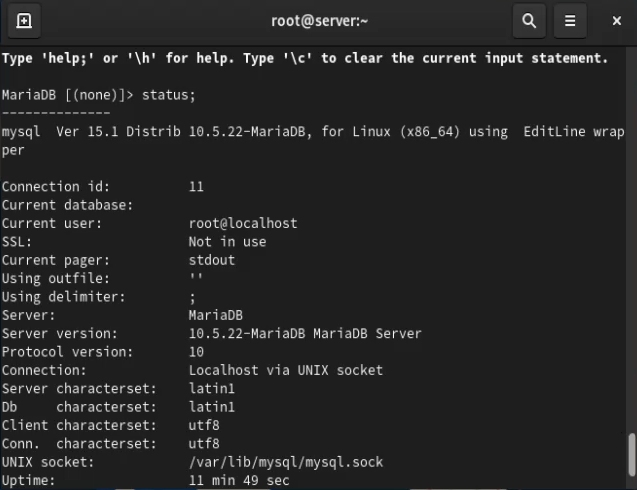 root@server:~
Type 'help;' or '\h' for help. Type '\c' to clear the current input statement.
MariaDB [(none)]> status;
--------------
mysql  Ver 15.1 Distrib 10.5.22-MariaDB, for Linux (x86_64) using  EditLine wrap
per
Connection id:          11
Current database:
Current user:           root@localhost
SSL:                    Not in use
Current pager:          stdout
Using outfile:          ''
Using delimiter:        ;
Server:                 MariaDB
Server version:         10.5.22-MariaDB MariaDB Server
Protocol version:       10
Connection:             Localhost via UNIX socket
Server characterset:    latin1
Db     characterset:    latin1
Client characterset:    utf8
Conn.  characterset:    utf8
UNIX socket:            /var/lib/mysql/mysql.sock
Uptime:                 11 min 49 sec